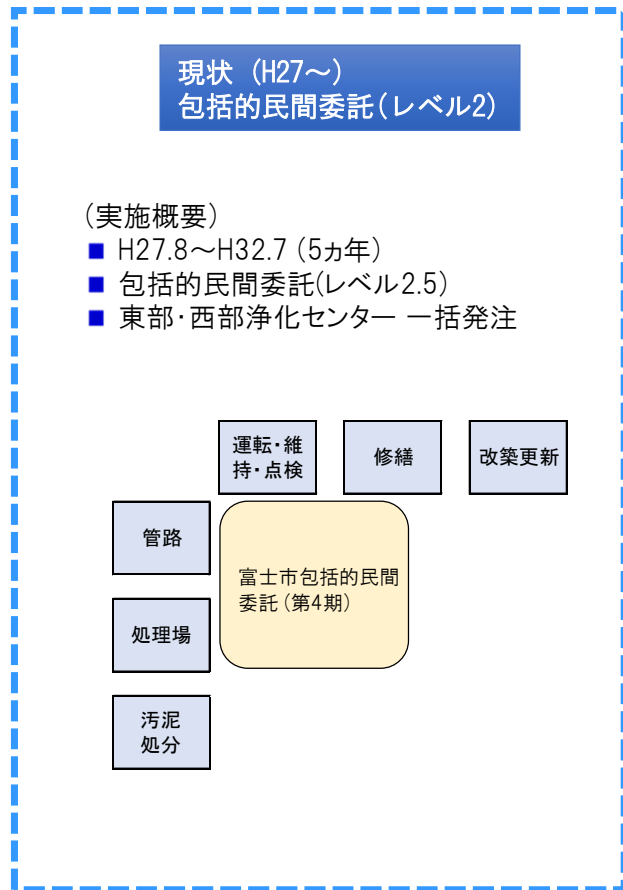 現状（H27～）
包括的民間委託（レベル2）
（実施概要）
■ H27.8～H32.7（5ヵ年）
■ 包括的民間委託(レベル2.5)
■ 東部・西部浄化センター 一括発注
運転・維
持・点検
修繕
改築更新
管路
富士市包括的民間
委託（第4期）
処理場
汚泥
処分